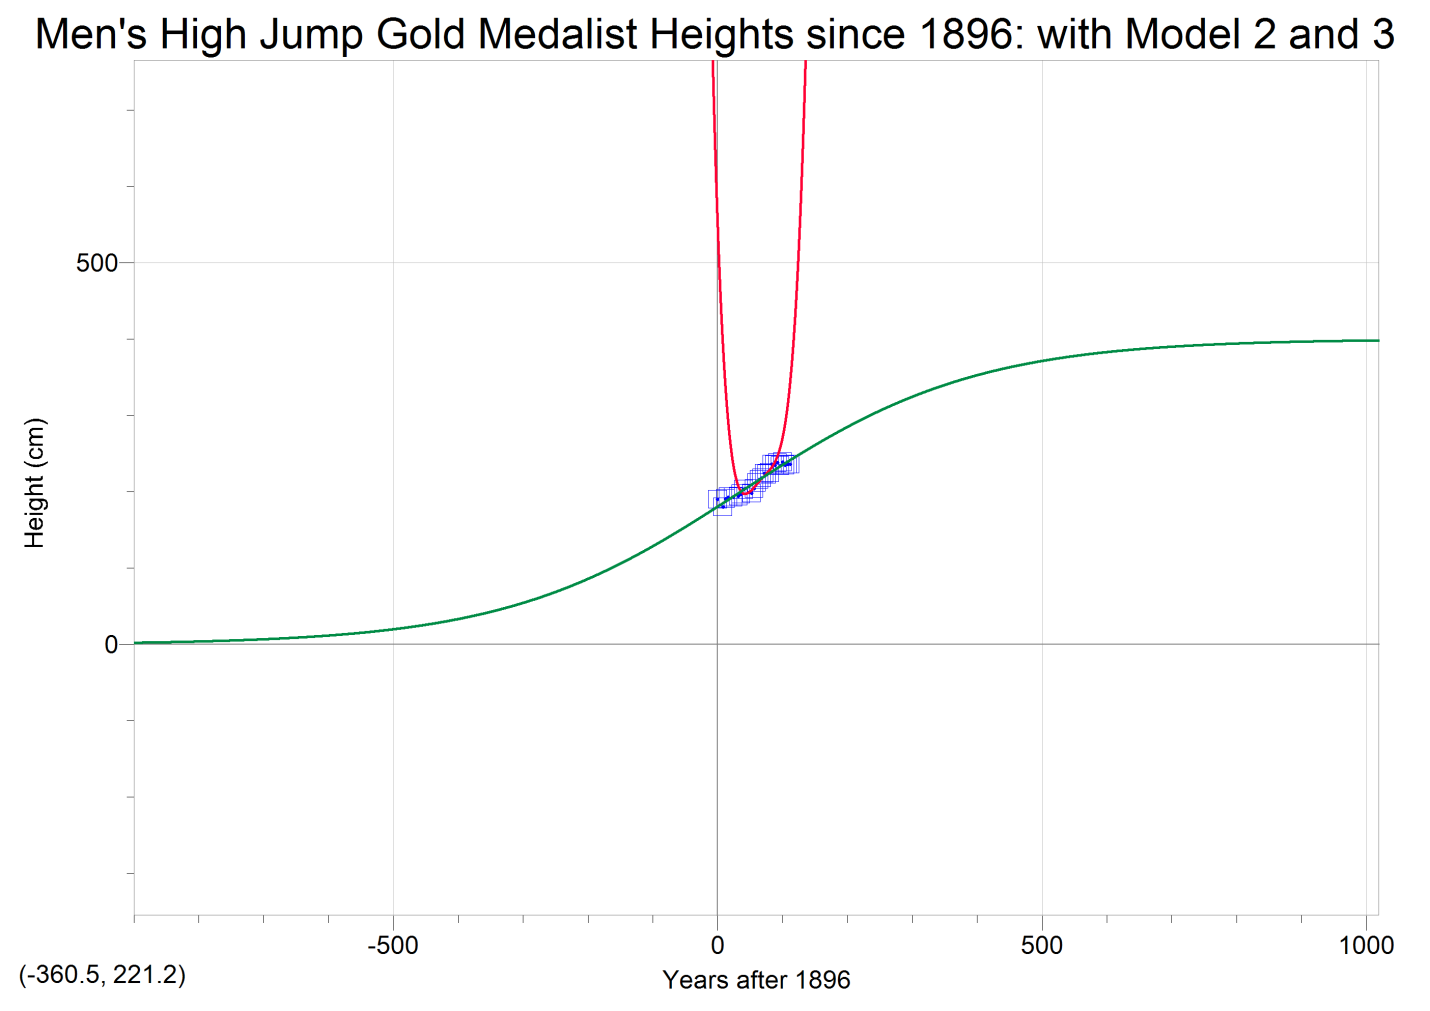 Men's High Jump Gold Medalist Heights since 1896: with Model 2 and 3
500
0
Height (cm)
-500 0 500 1000
(-360.5, 221.2)
Years after 1896